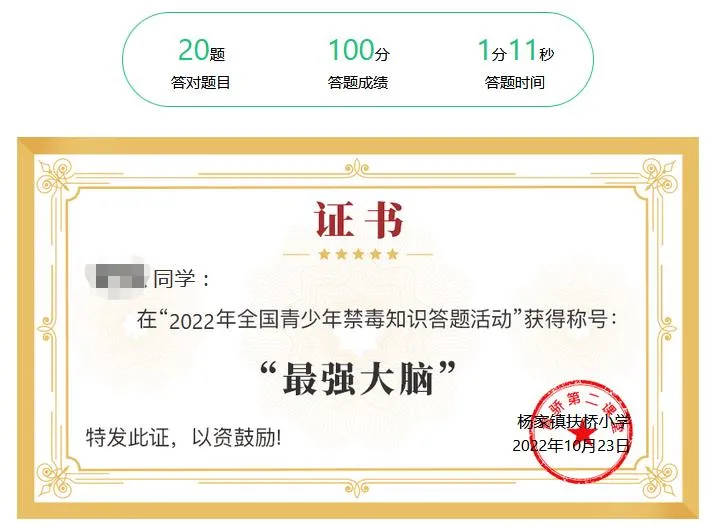 20题
100分
1分11秒
答对题目
答题成绩
答题时间
证书
同学：
在“2022年全国青少年禁毒知识答题活动”获得称号：
“最强大脑”
特发此证，以资鼓励!
骄第二课堂
杨家镇扶桥小学
2022年10月23日